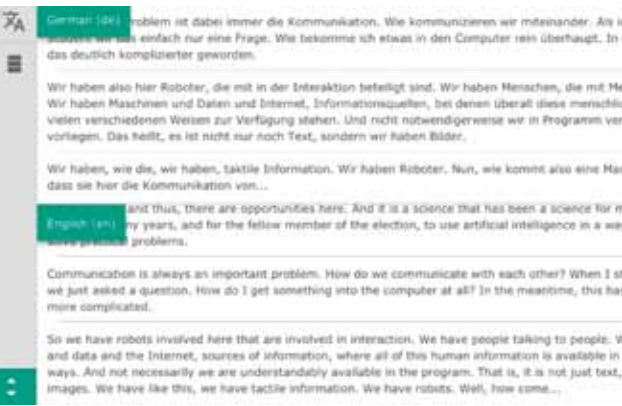 German (de)
roblem ist dabei immer die Kommunikation. Wie kommunizieren wir miteinander. Als i
das einfach nur eine Frage. Wie bekomme ich etwas in den Computer rein überhaupt. In
das deutlich komplizierter geworden.
Wir haben also hier Roboter, die mit in der Interaktion beteiligt sind. Wir haben Menschen, die mit Me
Wir haben Maschinen und Daten und Internet, Informationsquellen, bei denen überall diese menschlic
vielen verschiedenen Weisen zur Verfügung stehen. Und nicht notwendigerweise wir in Programm ver
vorliegen. Das heißt, es ist nicht nur noch Text, sondern wir haben Bilder.
Wir haben, wie die, wir haben, taktile Information. Wir haben Roboter. Nun, wie kommt also eine Mas
dass sie hier die Kommunikation von...
and thus, there are opportunities here. And it is a science that has been a science for m
English (en)
ny years, and for the fellow member of the election, to use artificial intelligence in a wa
problems.
Communication is always an important problem. How do we communicate with each other? When I st
we just asked a question. How do I get something into the computer at all? In the meantime, this has
more complicated.
So we have robots involved here that are involved in interaction. We have people talking to people. W
and data and the Internet, sources of information, where all of this human information is available in
ways. And not necessarily we are understandably available in the program. That is, it is not just text,
images. We have like this, we have tactile information. We have robots. Well, how come...